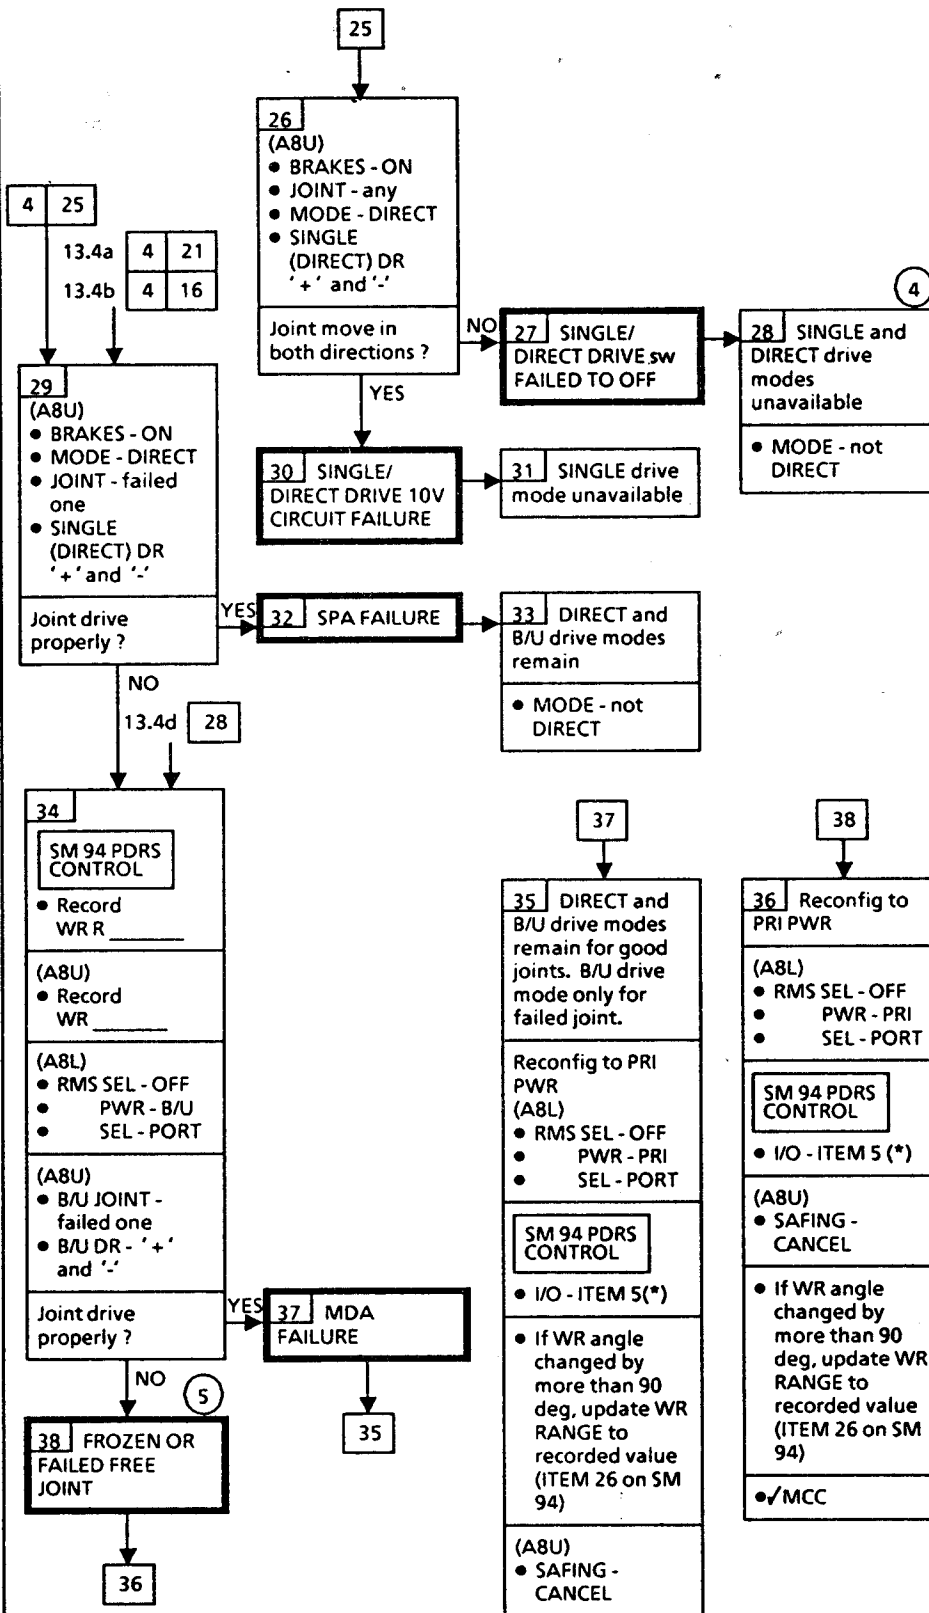 25
26
(A8U)
● BRAKES - ON
● JOINT - any
● MODE - DIRECT
● SINGLE
(DIRECT) DR
'+' and '-'
Joint move in
both directions ?
NO
YES
27 SINGLE/
DIRECT DRIVE sw
FAILED TO OFF
4
28 SINGLE and
DIRECT drive
modes
unavailable
● MODE - not
DIRECT
4 25
13.4a 4 21
13.4b 4 16
29
(A8U)
● BRAKES - ON
● MODE - DIRECT
● JOINT - failed
one
● SINGLE
(DIRECT) DR
'+' and '-'
Joint drive
properly ?
YES
NO
30 SINGLE/
DIRECT DRIVE 10V
CIRCUIT FAILURE
31 SINGLE drive
mode unavailable
32 SPA FAILURE
33 DIRECT and
B/U drive modes
remain
● MODE - not
DIRECT
13.4d 28
34
SM 94 PDRS
CONTROL
● Record
WR R ________
(A8U)
● Record
WR ________
(A8L)
● RMS SEL - OFF
● PWR - B/U
● SEL - PORT
(A8U)
● B/U JOINT -
failed one
● B/U DR - '+'
and '-'
Joint drive
properly ?
YES
NO
37 MDA
FAILURE
35
5
38 FROZEN OR
FAILED FREE
JOINT
36
37
35 DIRECT and
B/U drive modes
remain for good
joints. B/U drive
mode only for
failed joint.
Reconfig to PRI
PWR
(A8L)
● RMS SEL - OFF
● PWR - PRI
● SEL - PORT
SM 94 PDRS
CONTROL
● I/O - ITEM 5(*)
● If WR angle
changed by
more than 90
deg, update WR
RANGE to
recorded value
(ITEM 26 on SM
94)
(A8U)
● SAFING -
CANCEL
38
36 Reconfig to
PRI PWR
(A8L)
● RMS SEL - OFF
● PWR - PRI
● SEL - PORT
SM 94 PDRS
CONTROL
● I/O - ITEM 5 (*)
(A8U)
● SAFING -
CANCEL
● If WR angle
changed by
more than 90
deg, update WR
RANGE to
recorded value
(ITEM 26 on SM
94)
●✓MCC